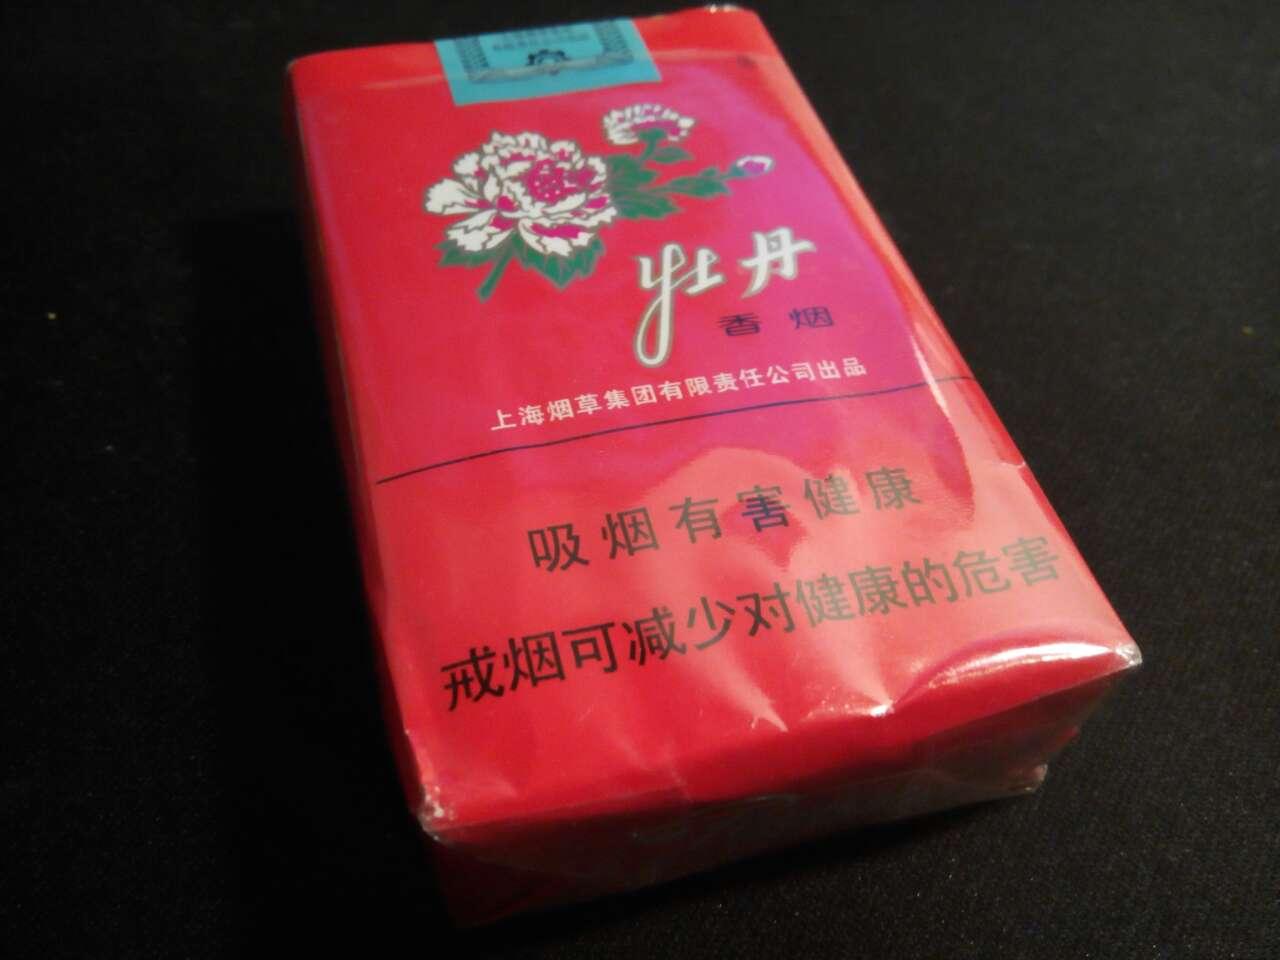 牡丹
香烟
上海烟草集团有限责任公司出品
吸烟有害健康
戒烟可减少对健康的危害